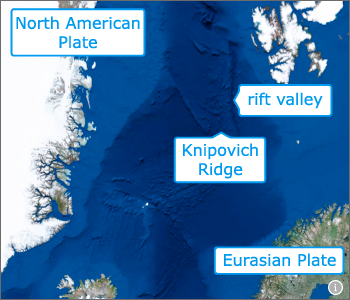 North American
Plate
rift valley
Knipovich
Ridge
Eurasian Plate
i